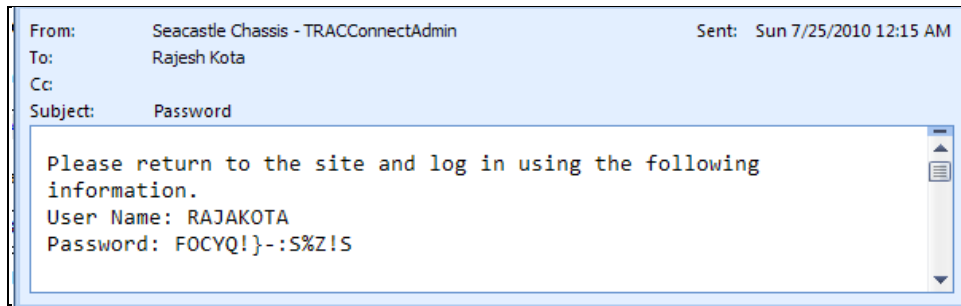 From: Seacastle Chassis - TRACConnectAdmin Sent: Sun 7/25/2010 12:15 AM
To: Rajesh Kota
Cc:
Subject: Password
Please return to the site and log in using the following
information.
User Name: RAJAKOTA
Password: FOCYQ!}-:S%Z!S